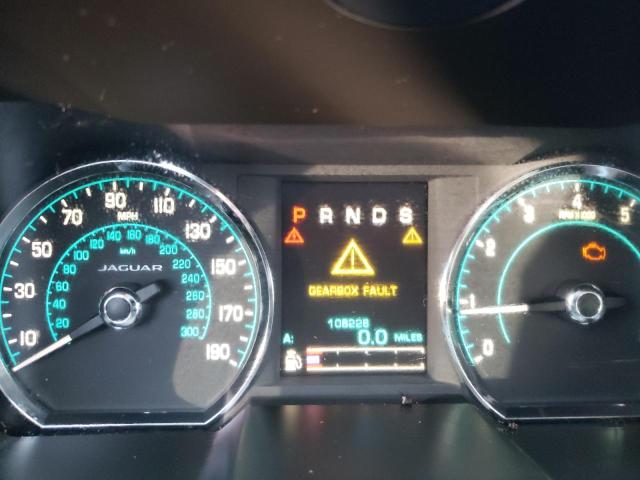 10 30 50 70 90 110 130 150 170 190
MPH
20 40 60 80 100 120 140 160 180 200 220 240 260 280 300
km/h
JAGUAR
P R N D S
GEARBOX FAULT
A: 0.0 MILES
0 1 2 3 4 5